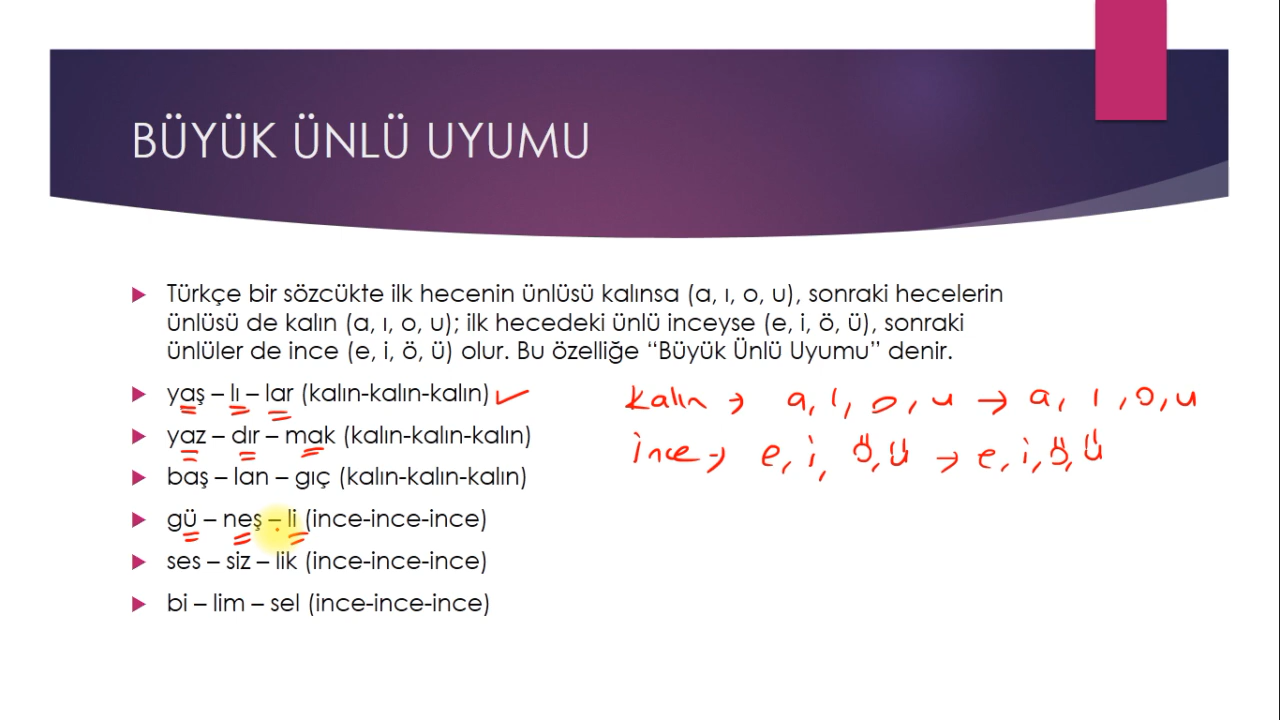 BÜYÜK ÜNLÜ UYUMU
Türkçe bir sözcükte ilk hecenin ünlüsü kalınsa (a, ı, o, u), sonraki hecelerin
ünlüsü de kalın (a, ı, o, u); ilk hecedeki ünlü inceyse (e, i, ö, ü), sonraki
ünlüler de ince (e, i, ö, ü) olur. Bu özelliğe “Büyük Ünlü Uyumu” denir.
yaş – lı – lar (kalın-kalın-kalın)
yaz – dır – mak (kalın-kalın-kalın)
baş – lan – gıç (kalın-kalın-kalın)
gü – neş – li (ince-ince-ince)
ses – siz – lik (ince-ince-ince)
bi – lim – sel (ince-ince-ince)
Kalın → a, ı, o, u → a, ı, o, u
İnce → e, i, ö, ü → e, i, ö, ü